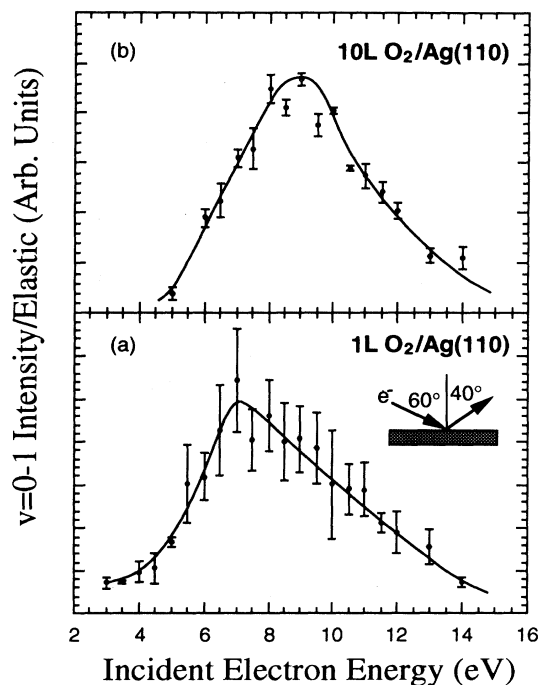 v=0-1 Intensity/Elastic (Arb. Units)
(b)
10L O₂/Ag(110)
(a)
1L O₂/Ag(110)
e⁻
60°
40°
2 4 6 8 10 12 14 16
Incident Electron Energy (eV)